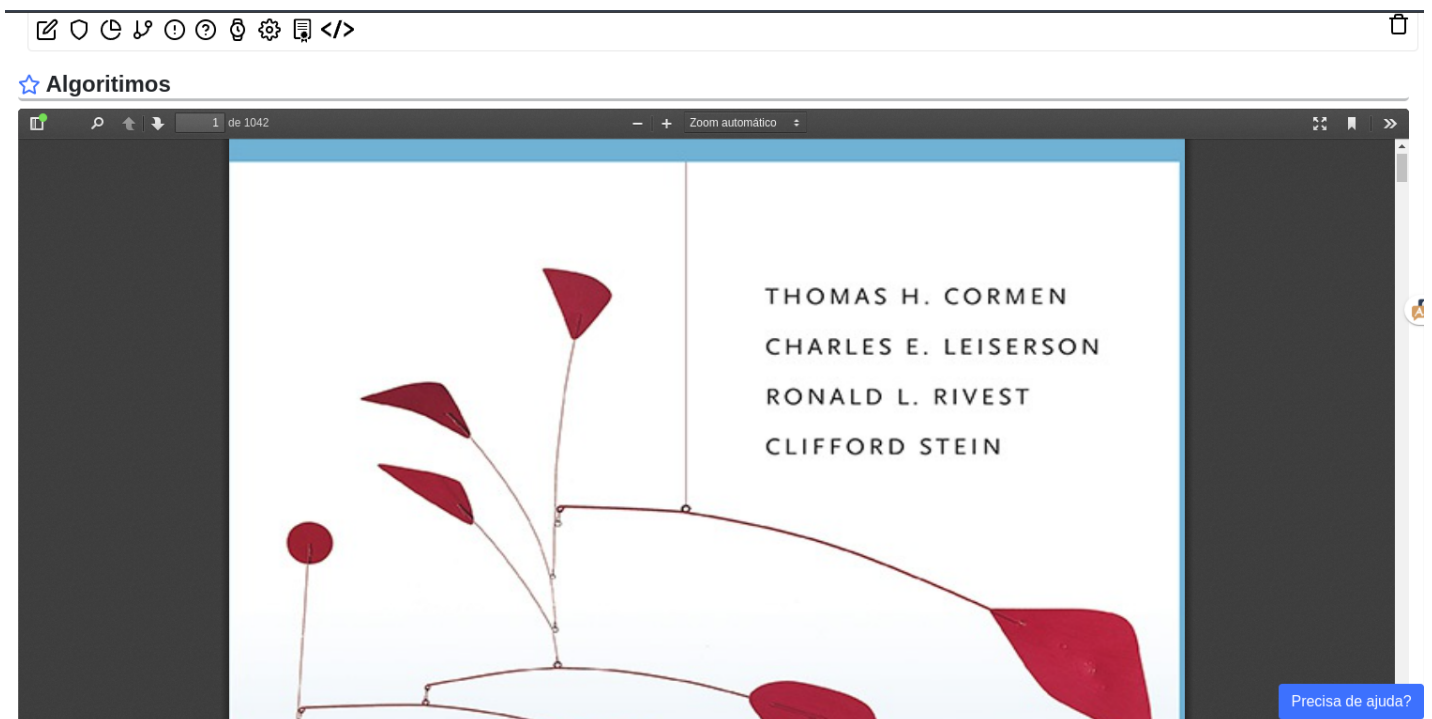 Algoritimos
1 de 1042
Zoom automático
THOMAS H. CORMEN
CHARLES E. LEISERSON
RONALD L. RIVEST
CLIFFORD STEIN
Precisa de ajuda?